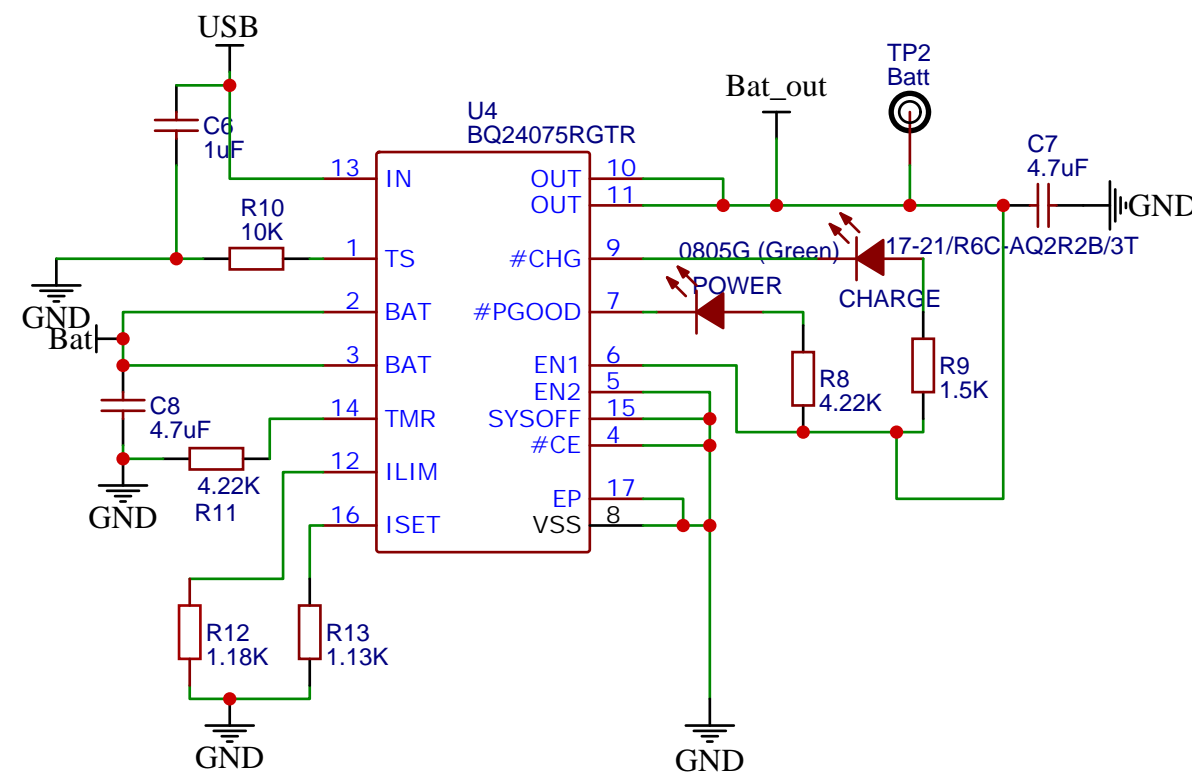 USB
TP2
Batt
Bat_out
U4
BQ24075RGTR
C6
1uF
C7
4.7uF
GND
13 IN
OUT 10
OUT 11
R10
10K
1 TS
#CHG 9
0805G (Green)
17-21/R6C-AQ2R2B/3T
POWER
CHARGE
GND
2 BAT
#PGOOD 7
Bat
3 BAT
EN1 6
EN2 5
R8
4.22K
R9
1.5K
C8
4.7uF
14 TMR
SYSOFF 15
#CE 4
12 ILIM
4.22K
R11
GND
EP 17
16 ISET
VSS 8
R12
1.18K
R13
1.13K
GND
GND